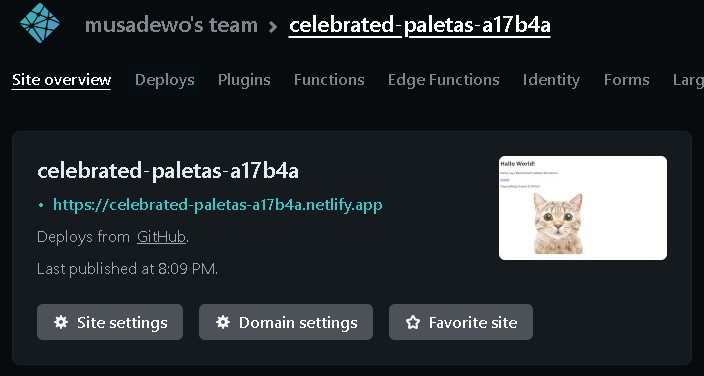 musadewo's team > celebrated-paletas-a17b4a
Site overview Deploys Plugins Functions Edge Functions Identity Forms Larg
celebrated-paletas-a17b4a
https://celebrated-paletas-a17b4a.netlify.app
Deploys from GitHub.
Last published at 8:09 PM.
Site settings Domain settings Favorite site
Hallo World!